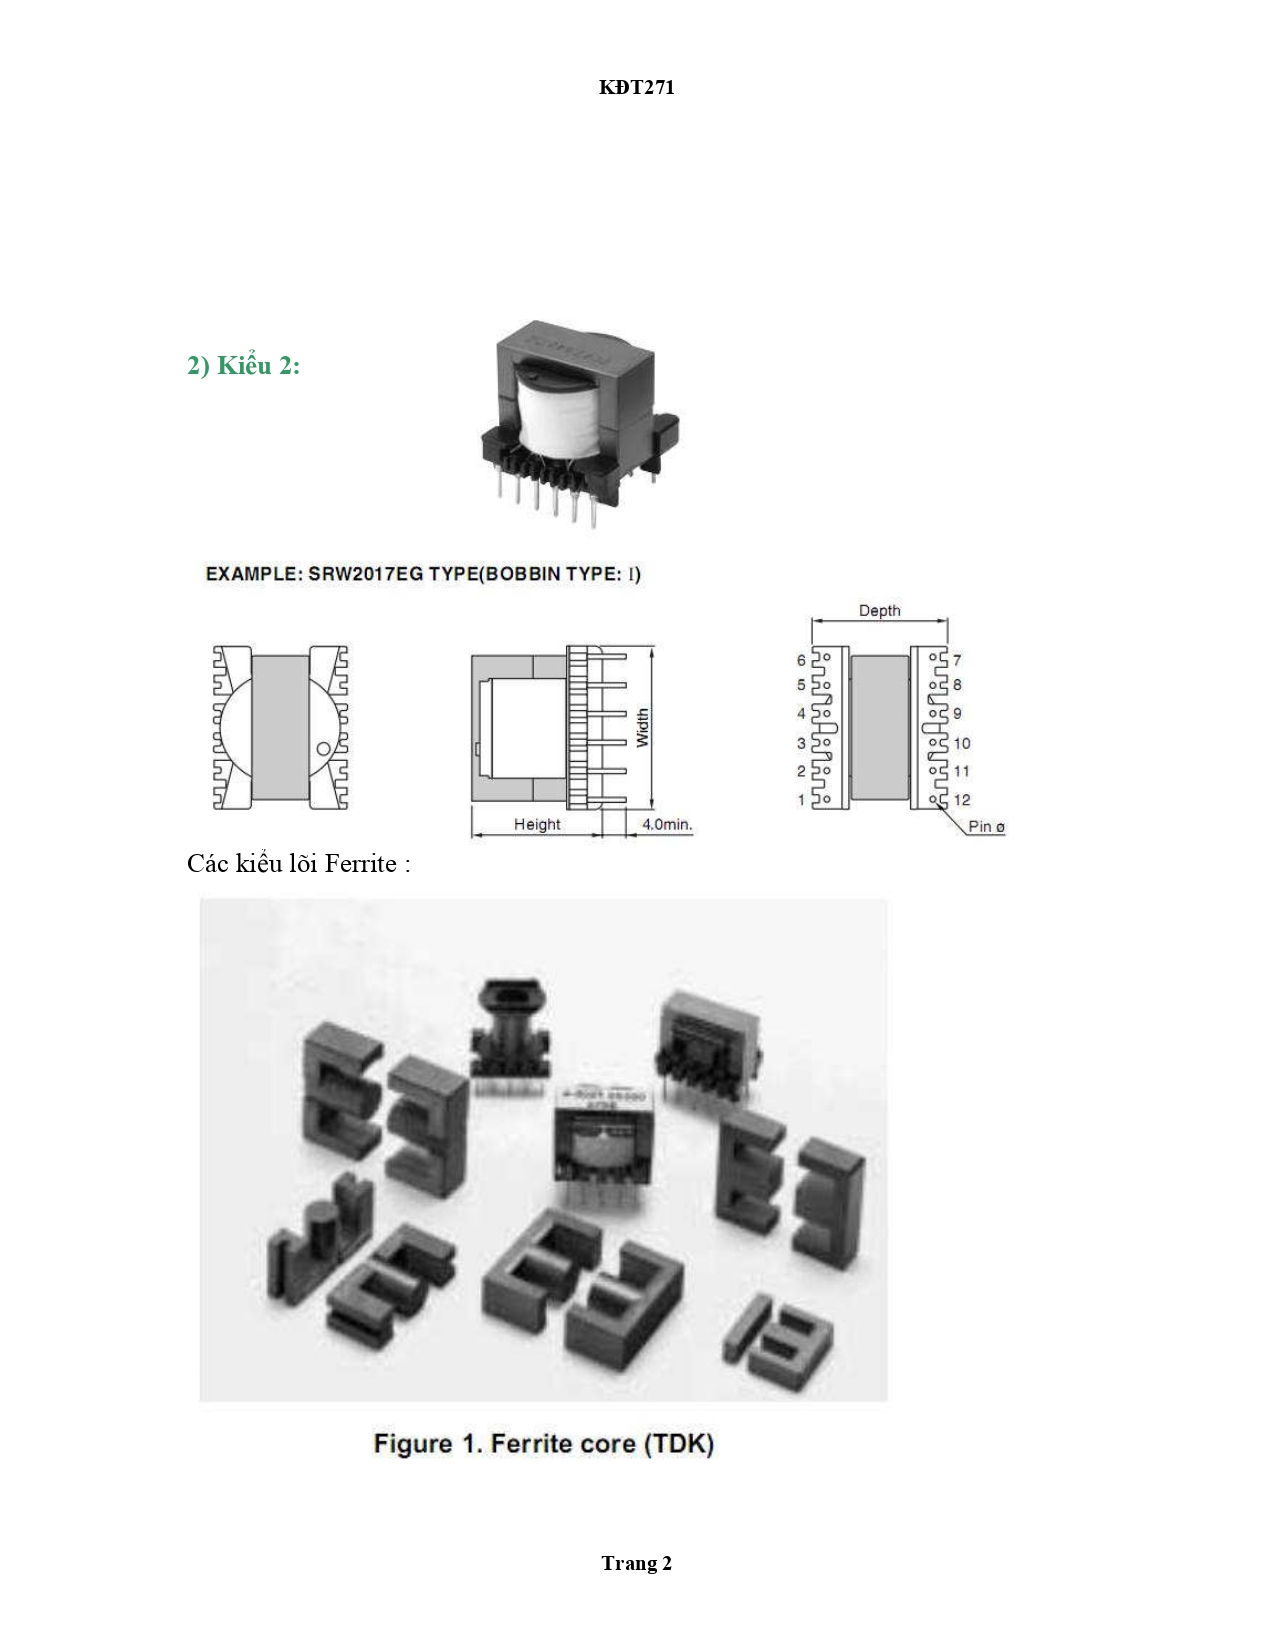 KĐT271
2) Kiểu 2:
EXAMPLE: SRW2017EG TYPE(BOBBIN TYPE: I)
Depth
6 7
5 8
4 9
3 10
2 11
1 12
Width
Height
4.0min.
Pin ø
Các kiểu lõi Ferrite :
Figure 1. Ferrite core (TDK)
Trang 2